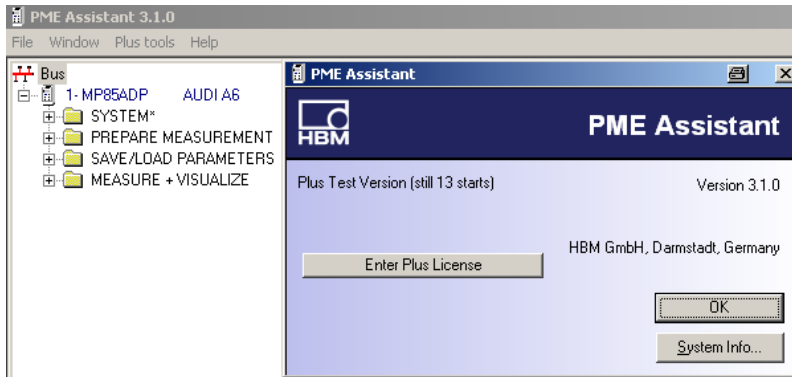 PME Assistant 3.1.0
File Window Plus tools Help
Bus
1- MP85ADP AUDI A6
SYSTEM*
PREPARE MEASUREMENT
SAVE/LOAD PARAMETERS
MEASURE + VISUALIZE
PME Assistant
HBM
PME Assistant
Plus Test Version (still 13 starts)
Version 3.1.0
HBM GmbH, Darmstadt, Germany
Enter Plus License
OK
System Info...